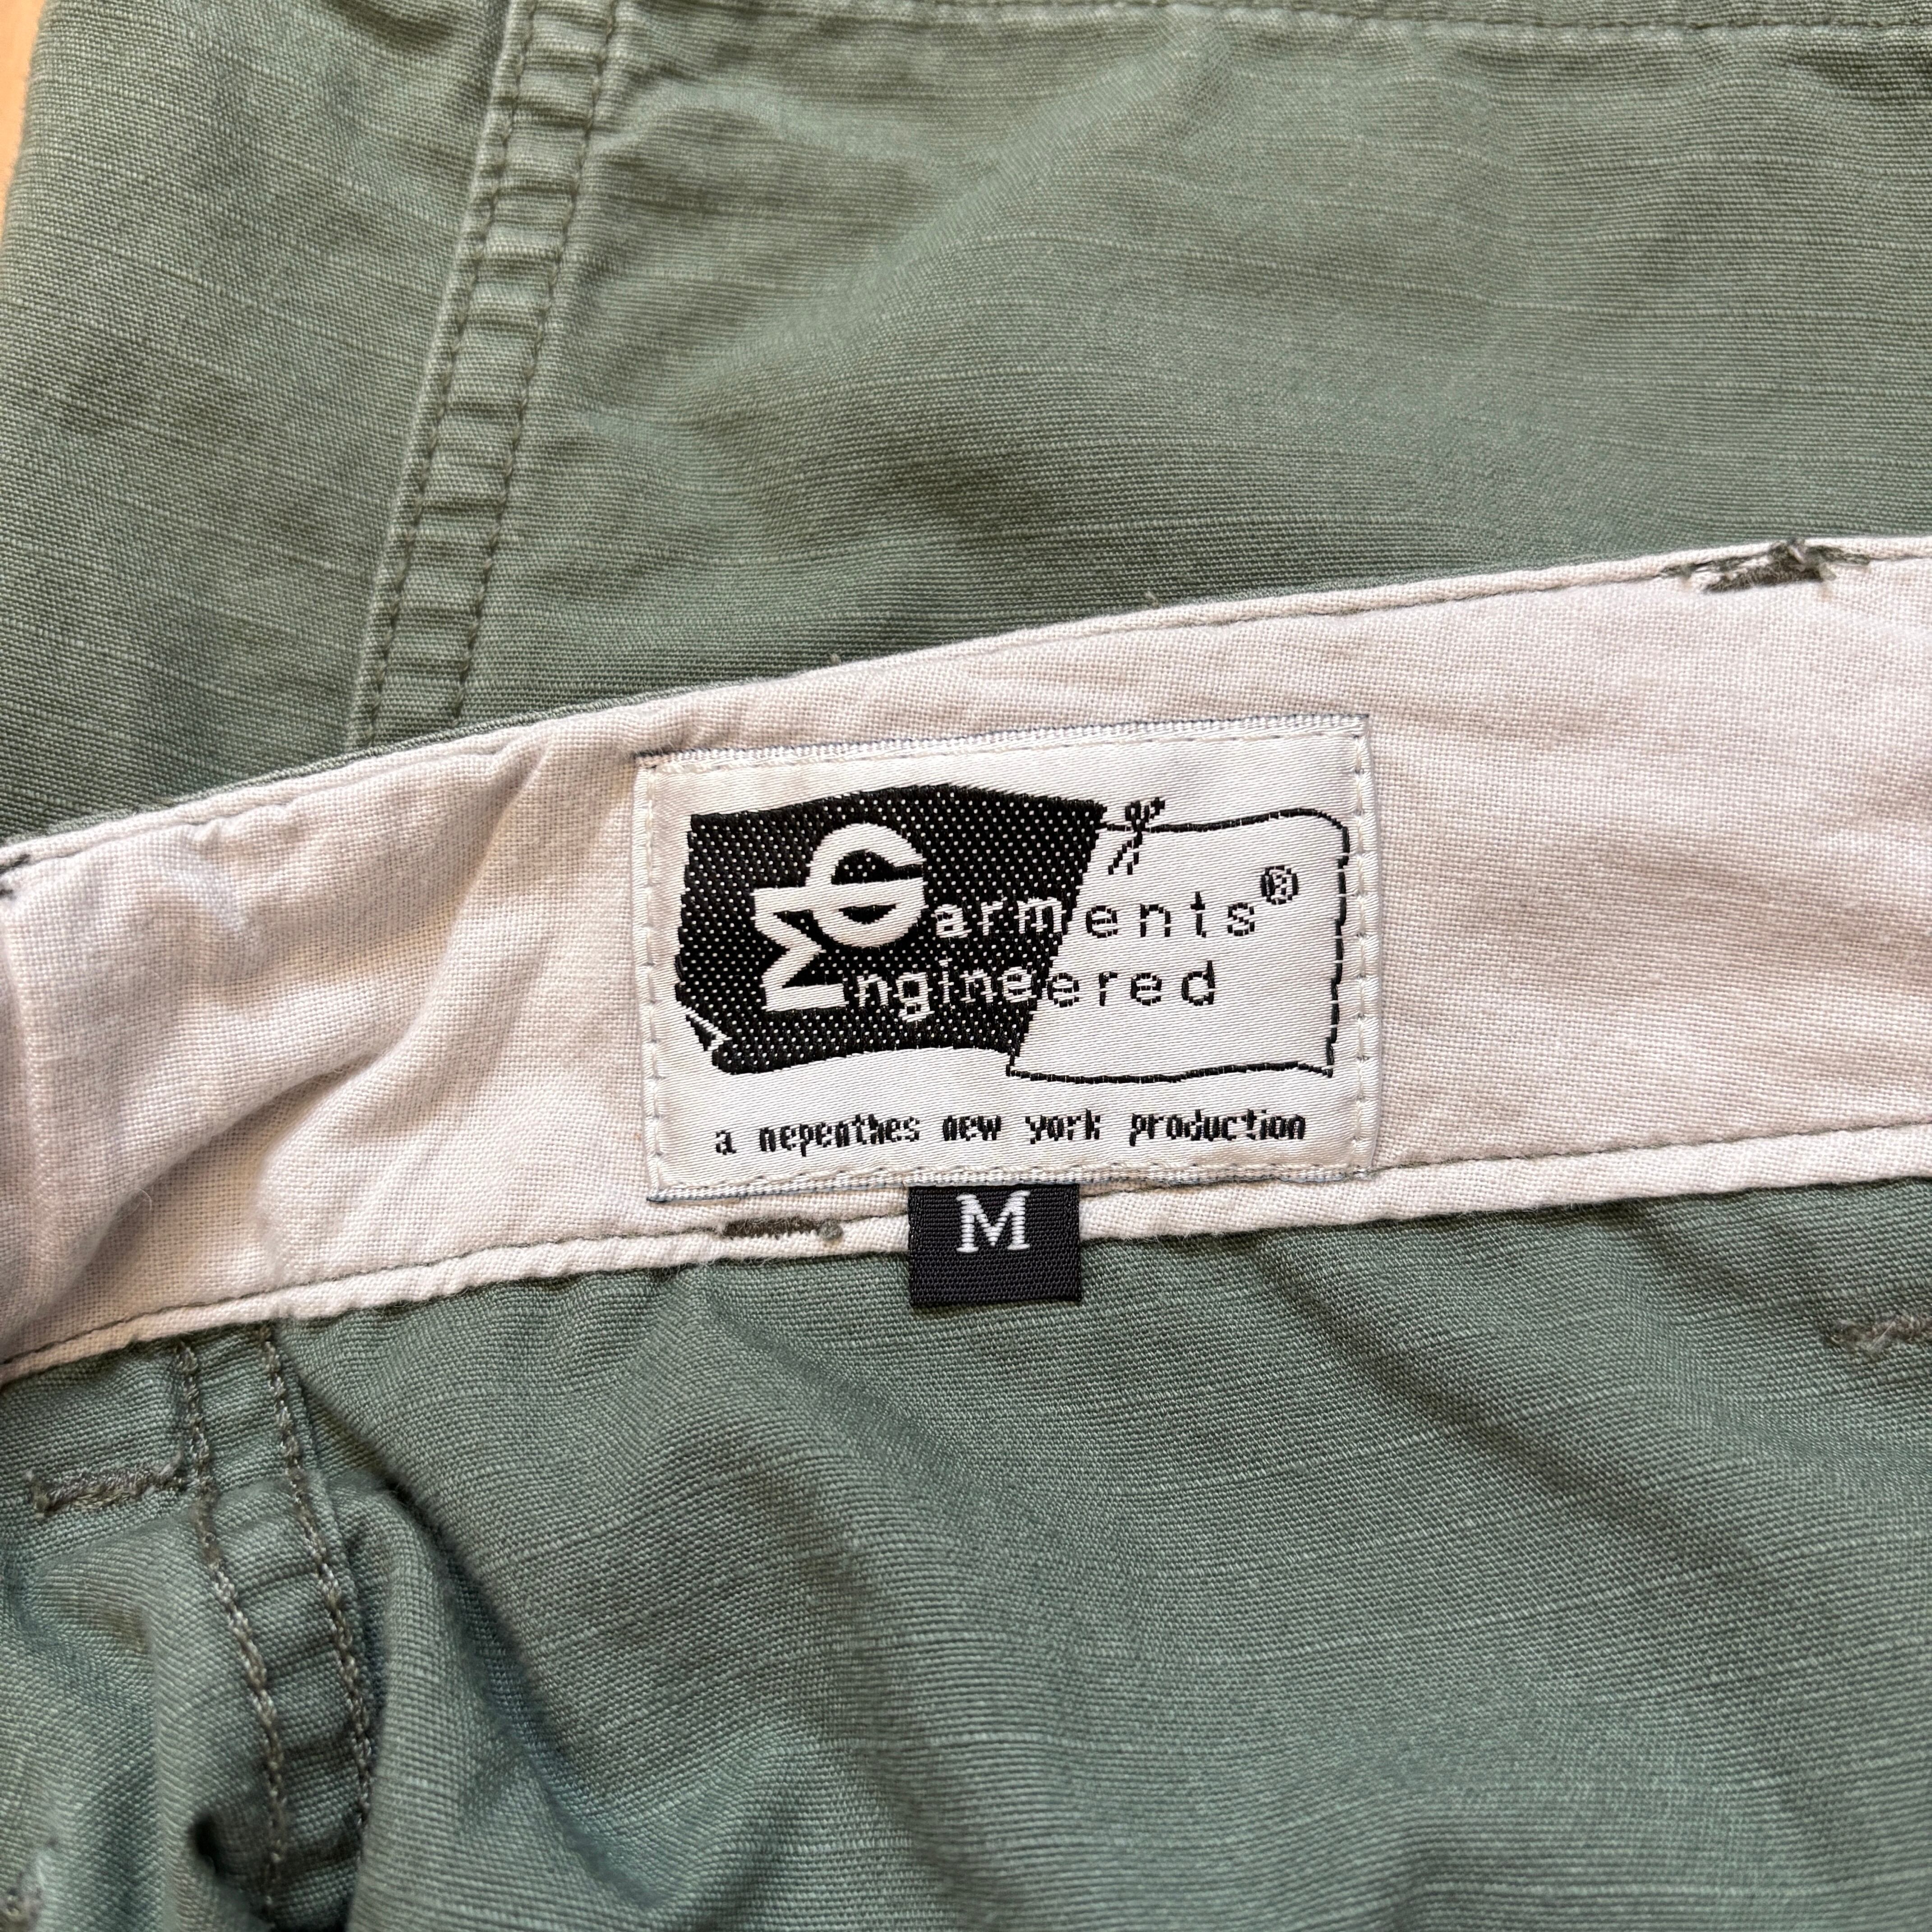 Garments®
Engineered
a nepenthes new york production
M